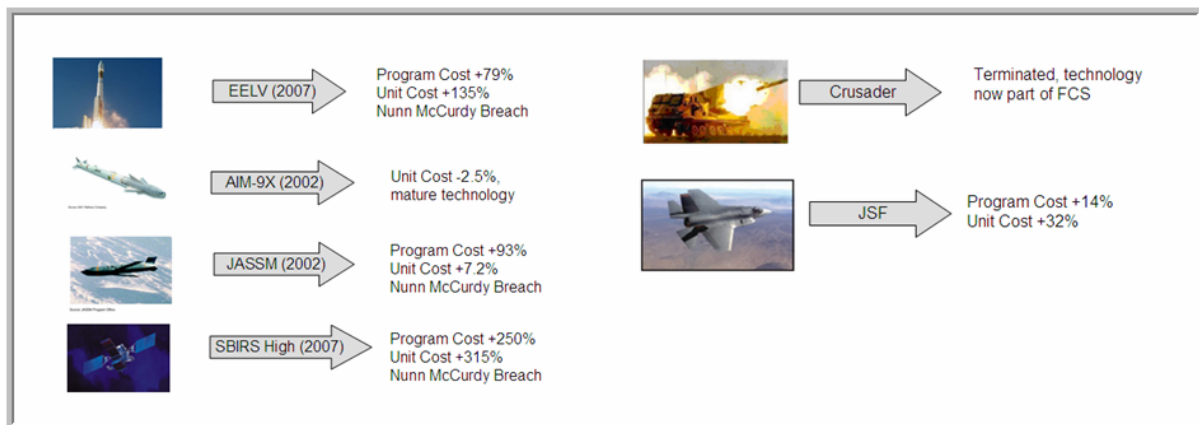 EELV (2007)
Program Cost +79%
Unit Cost +135%
Nunn McCurdy Breach
AIM-9X (2002)
Unit Cost -2.5%,
mature technology
JASSM (2002)
Program Cost +93%
Unit Cost +7.2%
Nunn McCurdy Breach
SBIRS High (2007)
Program Cost +250%
Unit Cost +315%
Nunn McCurdy Breach
Crusader
Terminated, technology
now part of FCS
JSF
Program Cost +14%
Unit Cost +32%